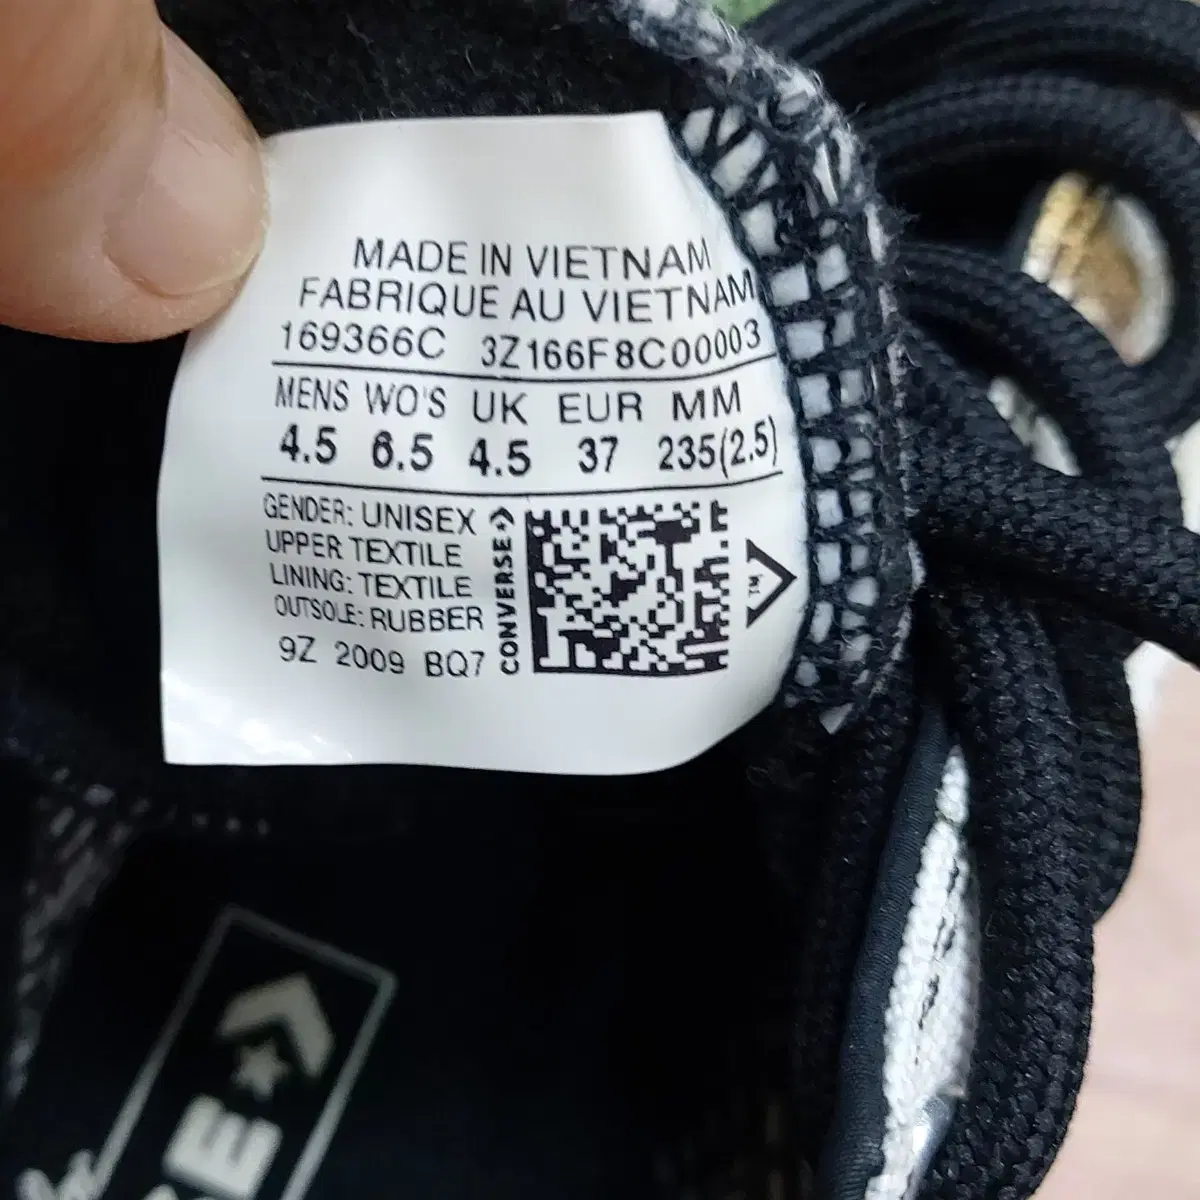 MADE IN VIETNAM
FABRIQUE AU VIETNAM
169366C 3Z166F8C00003
MENS WO'S UK EUR MM
4.5 6.5 4.5 37 235(2.5)
GENDER: UNISEX
UPPER: TEXTILE
LINING: TEXTILE
OUTSOLE: RUBBER
9Z 2009 BQ7
CONVERSE
TM